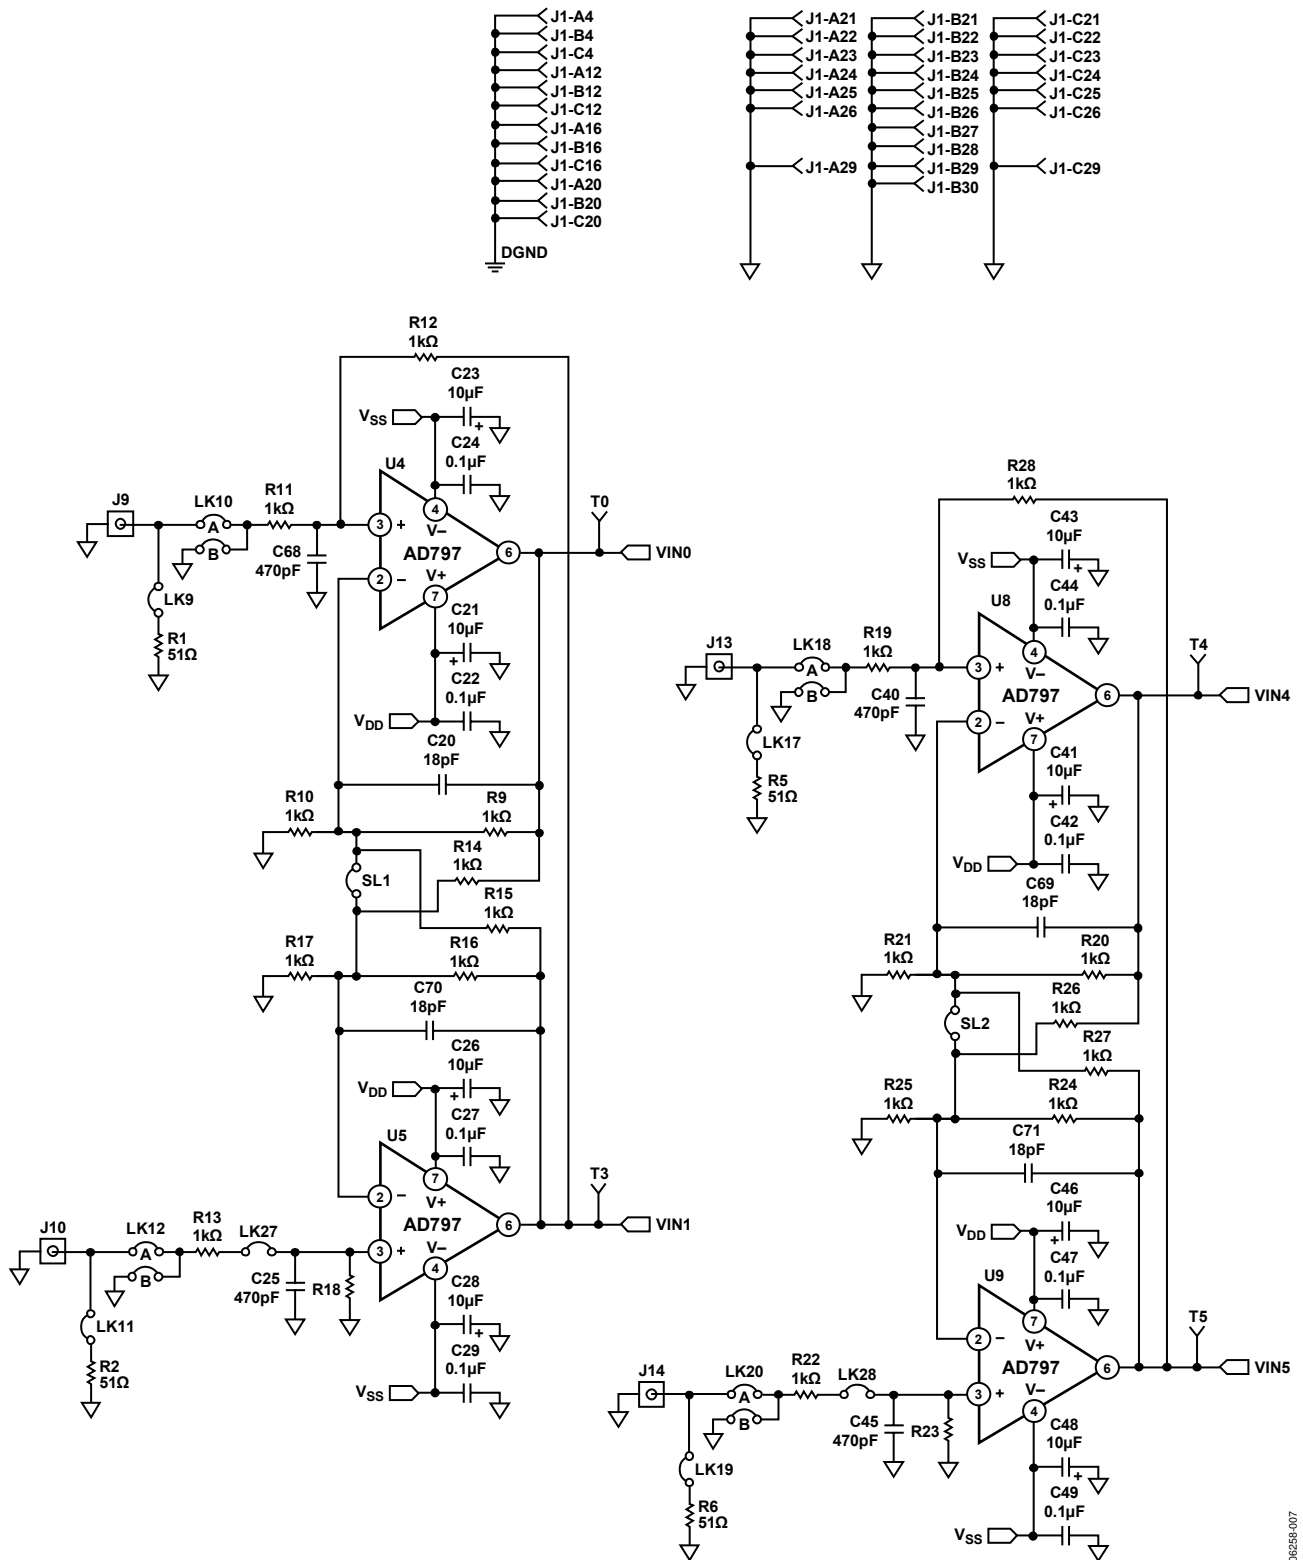 J1-A4
J1-B4
J1-C4
J1-A12
J1-B12
J1-C12
J1-A16
J1-B16
J1-C16
J1-A20
J1-B20
J1-C20
DGND
J1-A21
J1-A22
J1-A23
J1-A24
J1-A25
J1-A26
J1-A29
J1-B21
J1-B22
J1-B23
J1-B24
J1-B25
J1-B26
J1-B27
J1-B28
J1-B29
J1-B30
J1-C21
J1-C22
J1-C23
J1-C24
J1-C25
J1-C26
J1-C29
R12
1kΩ
C23
10µF
VSS
+
C24
0.1µF
U4
J9
LK10
A
B
R11
1kΩ
C68
470pF
LK9
R1
51Ω
3
+
2
–
4
V–
AD797
V+
7
6
T0
VIN0
C21
10µF
+
C22
0.1µF
VDD
C20
18pF
R10
1kΩ
R9
1kΩ
R14
1kΩ
SL1
R15
1kΩ
R17
1kΩ
R16
1kΩ
C70
18pF
C26
10µF
VDD
+
C27
0.1µF
U5
7
V+
2
–
AD797
3
+
V–
4
6
T3
VIN1
J10
LK12
A
B
R13
1kΩ
LK27
C25
470pF
R18
LK11
R2
51Ω
C28
10µF
+
C29
0.1µF
VSS
R28
1kΩ
C43
10µF
VSS
+
C44
0.1µF
U8
J13
LK18
A
B
R19
1kΩ
C40
470pF
LK17
R5
51Ω
3
+
2
–
4
V–
AD797
V+
7
6
T4
VIN4
C41
10µF
+
C42
0.1µF
VDD
C69
18pF
R21
1kΩ
R20
1kΩ
R26
1kΩ
SL2
R27
1kΩ
R25
1kΩ
R24
1kΩ
C71
18pF
C46
10µF
VDD
+
C47
0.1µF
U9
7
V+
2
–
AD797
3
+
V–
4
6
T5
VIN5
J14
LK20
A
B
R22
1kΩ
LK28
C45
470pF
R23
LK19
R6
51Ω
C48
10µF
+
C49
0.1µF
VSS
06258-007